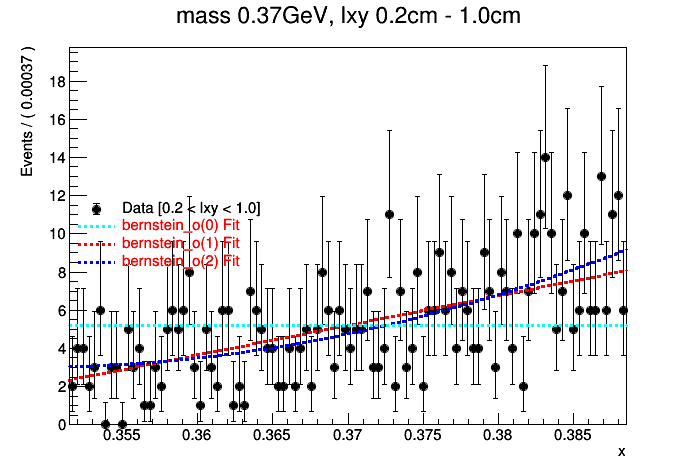 mass 0.37GeV, lxy 0.2cm - 1.0cm
Events / ( 0.00037 )
18
16
14
12
10
8
6
4
2
0
Data [0.2 < lxy < 1.0]
bernstein_o(0) Fit
bernstein_o(1) Fit
bernstein_o(2) Fit
0.355 0.36 0.365 0.37 0.375 0.38 0.385
x